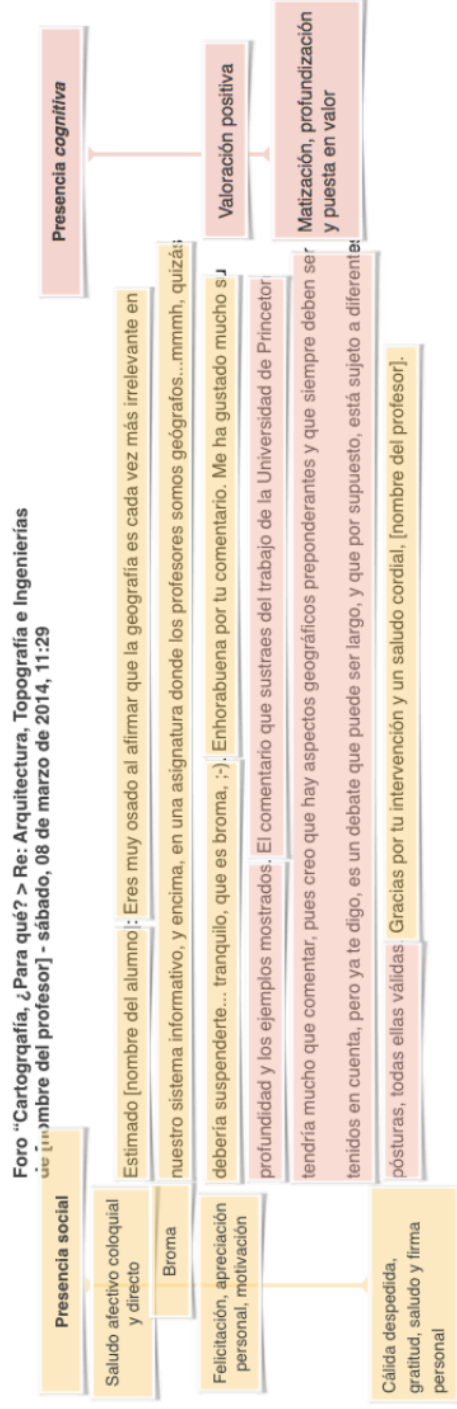 Foro “Cartogrqafía, ¿Para qué? > Re: Arquitectura, Topografía e Ingenierías
de [nombre del profesor] - sábado, 08 de marzo de 2014, 11:29
Presencia social
Presencia cognitiva
Saludo afectivo coloquial
y directo
Broma
Felicitación, apreciación
personal, motivación
Cálida despedida,
gratitud, saludo y firma
personal
Estimado [nombre del alumno]: Eres muy osado al afirmar que la geografía es cada vez más irrelevante en
nuestro sistema informativo, y encima, en una asignatura donde los profesores somos geógrafos...mmmh, quizás
debería suspenderte... tranquilo, que es broma, ;-). Enhorabuena por tu comentario. Me ha gustado mucho su
profundidad y los ejemplos mostrados. El comentario que sustraes del trabajo de la Universidad de Princeton
tendría mucho que comentar, pues creo que hay aspectos geográficos preponderantes y que siempre deben ser
tenidos en cuenta, pero ya te digo, es un debate que puede ser largo, y que por supuesto, está sujeto a diferentes
pósturas, todas ellas válidas. Gracias por tu intervención y un saludo cordial, [nombre del profesor].
Valoración positiva
Matización, profundización
y puesta en valor